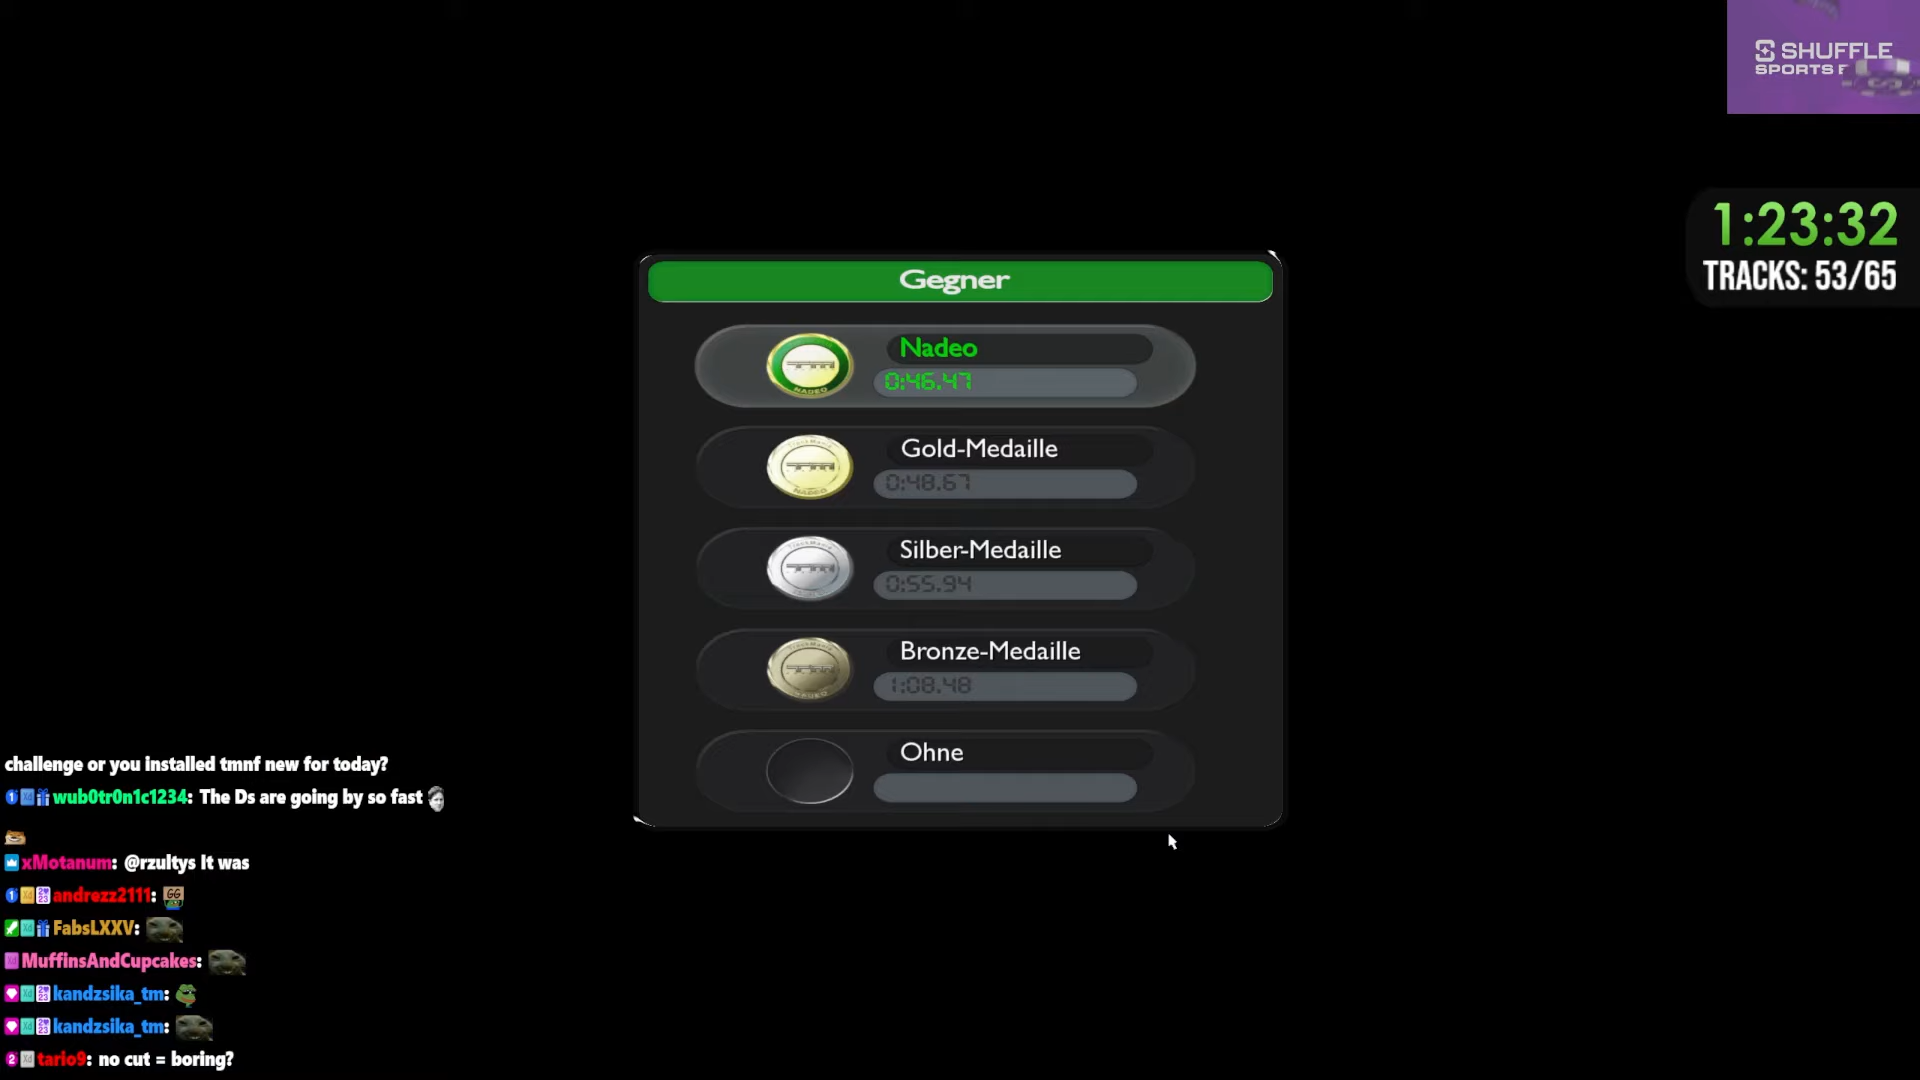 SHUFFLE
SPORTS
1:23:32
TRACKS: 53/65
Gegner
Nadeo
0:46.47
Gold-Medaille
0:48.67
Silber-Medaille
0:55.94
Bronze-Medaille
1:08.48
Ohne
challenge or you installed tmnf new for today?
wub0tr0n1c1234: The Ds are going by so fast
xMotanum: @rzultys It was
andrezz2111: GG
FabsLXXV:
MuffinsAndCupcakes:
kandzsika_tm:
kandzsika_tm:
tarlo9: no cut = boring?